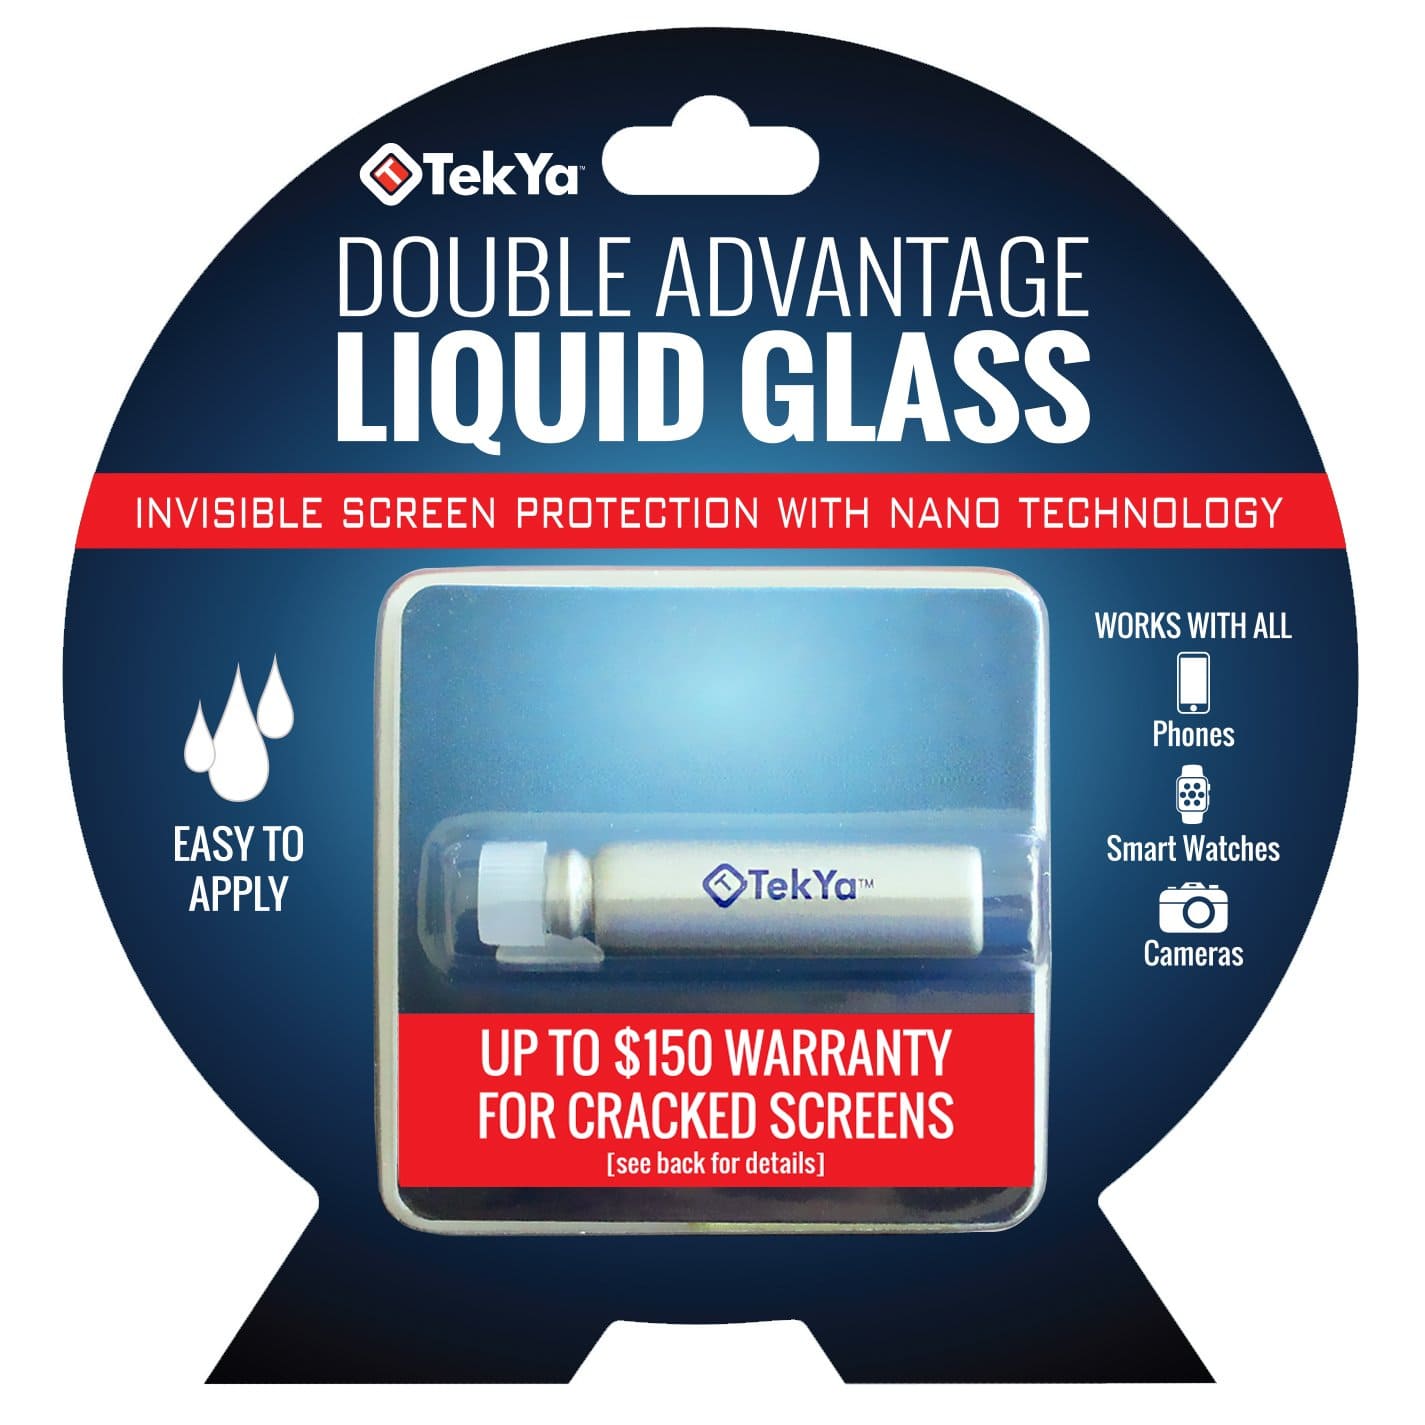 TekYa™
DOUBLE ADVANTAGE
LIQUID GLASS
INVISIBLE SCREEN PROTECTION WITH NANO TECHNOLOGY
EASY TO
APPLY
WORKS WITH ALL
Phones
Smart Watches
Cameras
TekYa™
UP TO $150 WARRANTY
FOR CRACKED SCREENS
[see back for details]